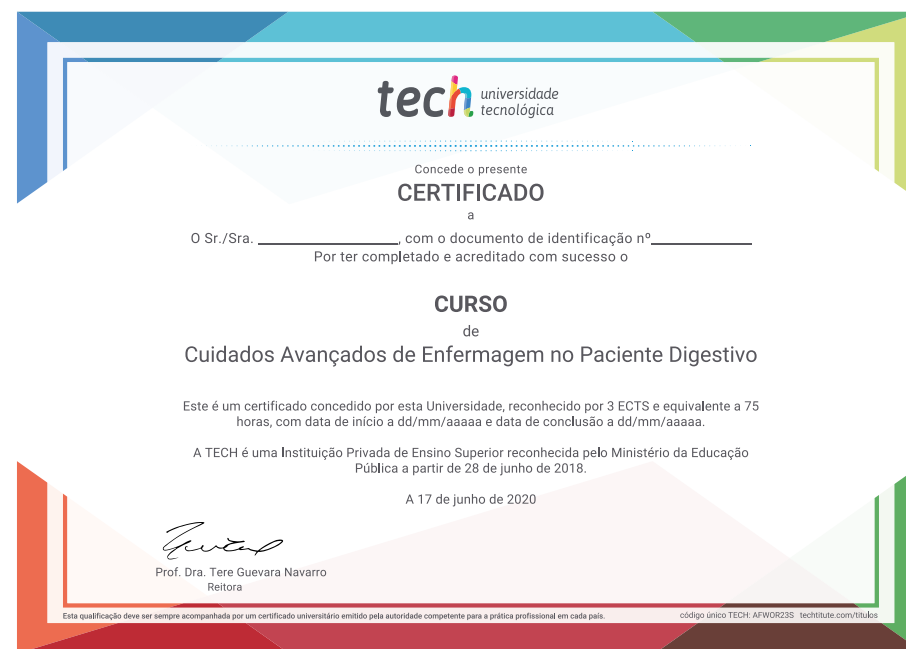 tech universidade
tecnológica
Concede o presente
CERTIFICADO
a
O Sr./Sra. ____________________, com o documento de identificação nº______________
Por ter completado e acreditado com sucesso o
CURSO
de
Cuidados Avançados de Enfermagem no Paciente Digestivo
Este é um certificado concedido por esta Universidade, reconhecido por 3 ECTS e equivalente a 75
horas, com data de início a dd/mm/aaaaa e data de conclusão a dd/mm/aaaaa.
A TECH é uma Instituição Privada de Ensino Superior reconhecida pelo Ministério da Educação
Pública a partir de 28 de junho de 2018.
A 17 de junho de 2020
Prof. Dra. Tere Guevara Navarro
Reitora
Esta qualificação deve ser sempre acompanhada por um certificado universitário emitido pela autoridade competente para a prática profissional em cada país.
código único TECH: AFWOR23S techtitute.com/titulos